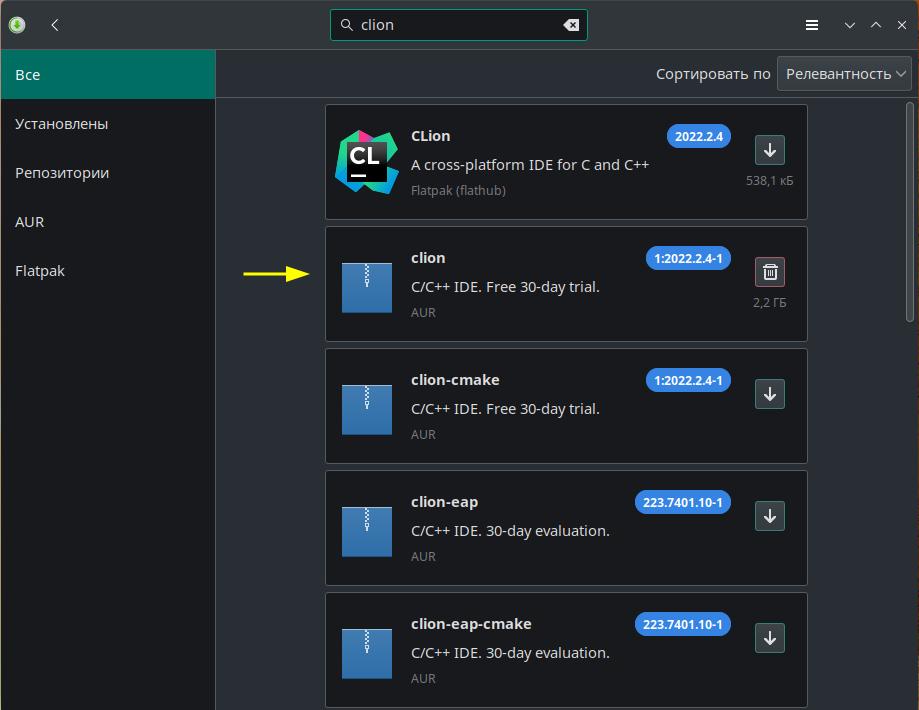 clion
Все
Установлены
Репозитории
AUR
Flatpak
Сортировать по Релевантность
CL
CLion
2022.2.4
A cross-platform IDE for C and C++
Flatpak (flathub)
538,1 кБ
clion
1:2022.2.4-1
C/C++ IDE. Free 30-day trial.
AUR
2,2 ГБ
clion-cmake
1:2022.2.4-1
C/C++ IDE. Free 30-day trial.
AUR
clion-eap
223.7401.10-1
C/C++ IDE. 30-day evaluation.
AUR
clion-eap-cmake
223.7401.10-1
C/C++ IDE. 30-day evaluation.
AUR